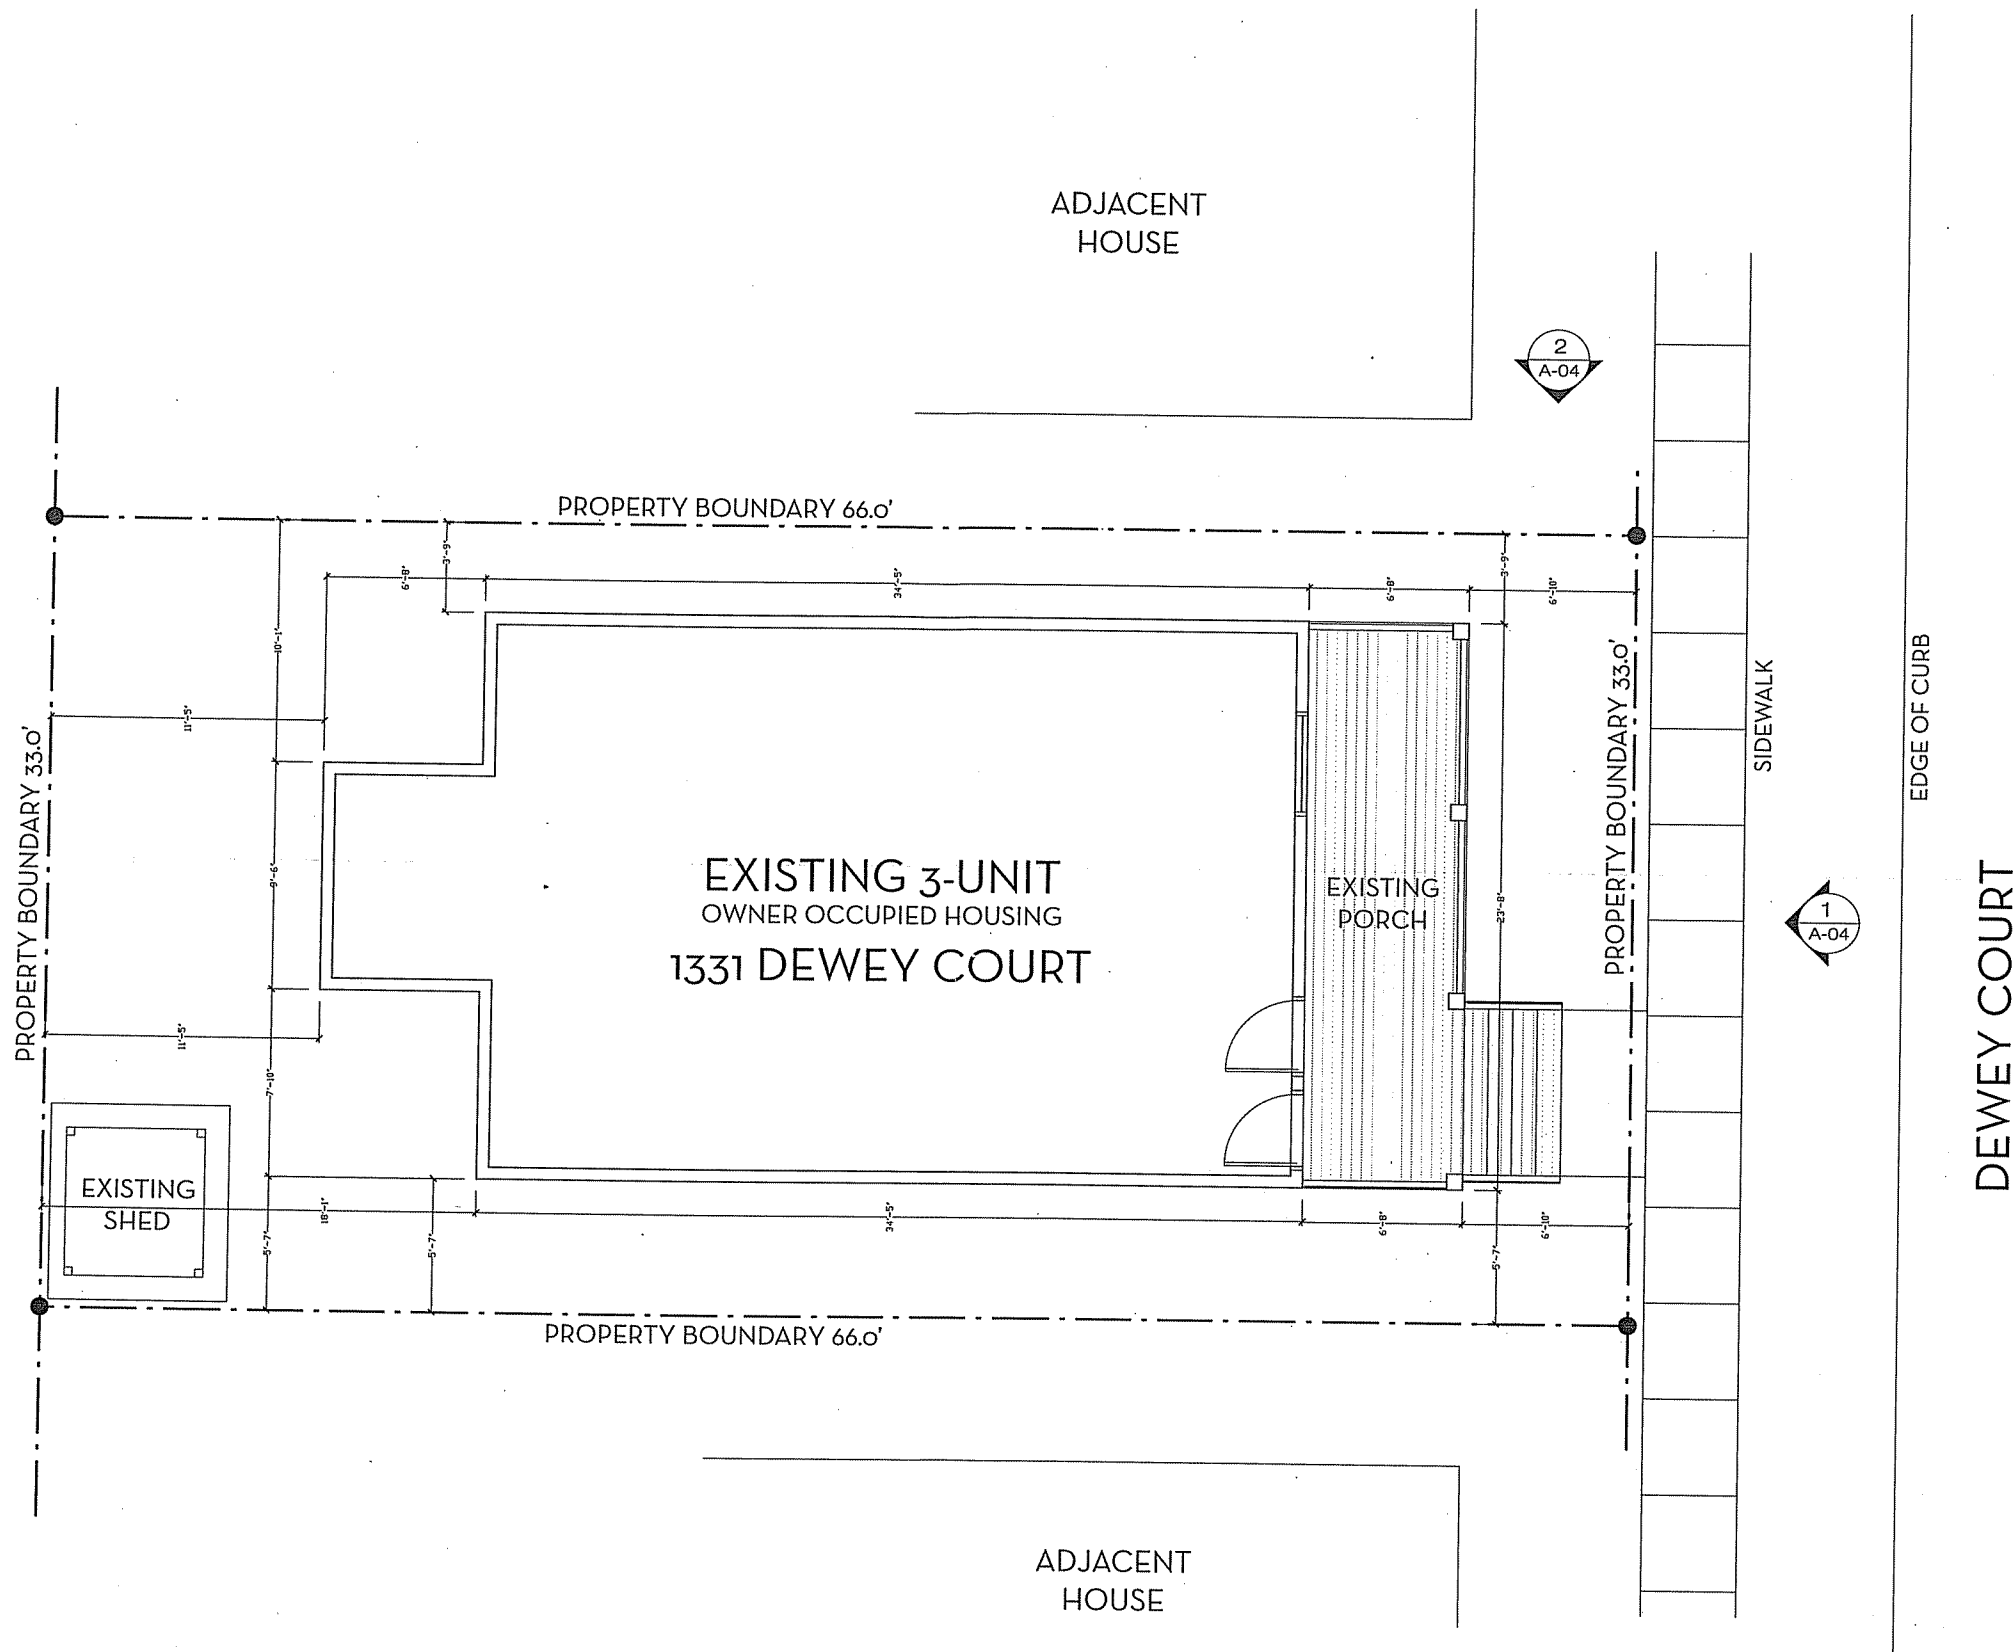 ADJACENT
HOUSE
2
A-04
PROPERTY BOUNDARY 66.0'
3'-9"
3'-9"
6'-8"
34'-5"
6'-8"
6'-10"
10'-1"
11'-5"
PROPERTY BOUNDARY 33.0'
PROPERTY BOUNDARY 33.0'
SIDEWALK
EDGE OF CURB
DEWEY COURT
9'-6"
EXISTING 3-UNIT
OWNER OCCUPIED HOUSING
1331 DEWEY COURT
EXISTING
PORCH
23'-8"
1
A-04
11'-5"
7'-10"
EXISTING
SHED
18'-1"
34'-5"
6'-8"
6'-10"
5'-7"
5'-7"
5'-7"
PROPERTY BOUNDARY 66.0'
ADJACENT
HOUSE